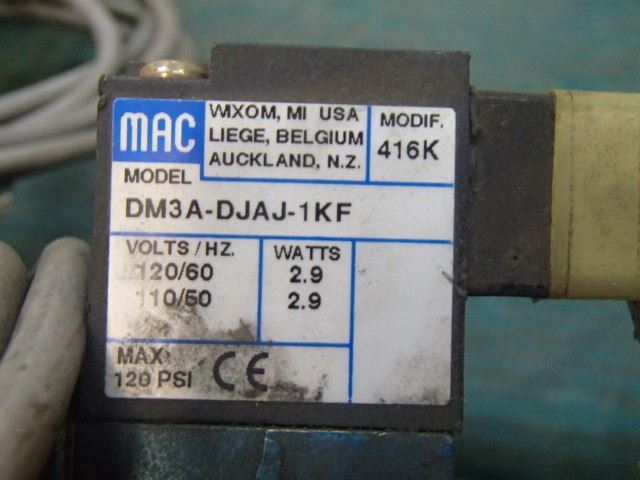 MAC
WIXOM, MI USA
LIEGE, BELGIUM
AUCKLAND, N.Z.
MODIF.
416K
MODEL
DM3A-DJAJ-1KF
VOLTS/HZ.
120/60
110/50
WATTS
2.9
2.9
MAX
120 PSI
CE